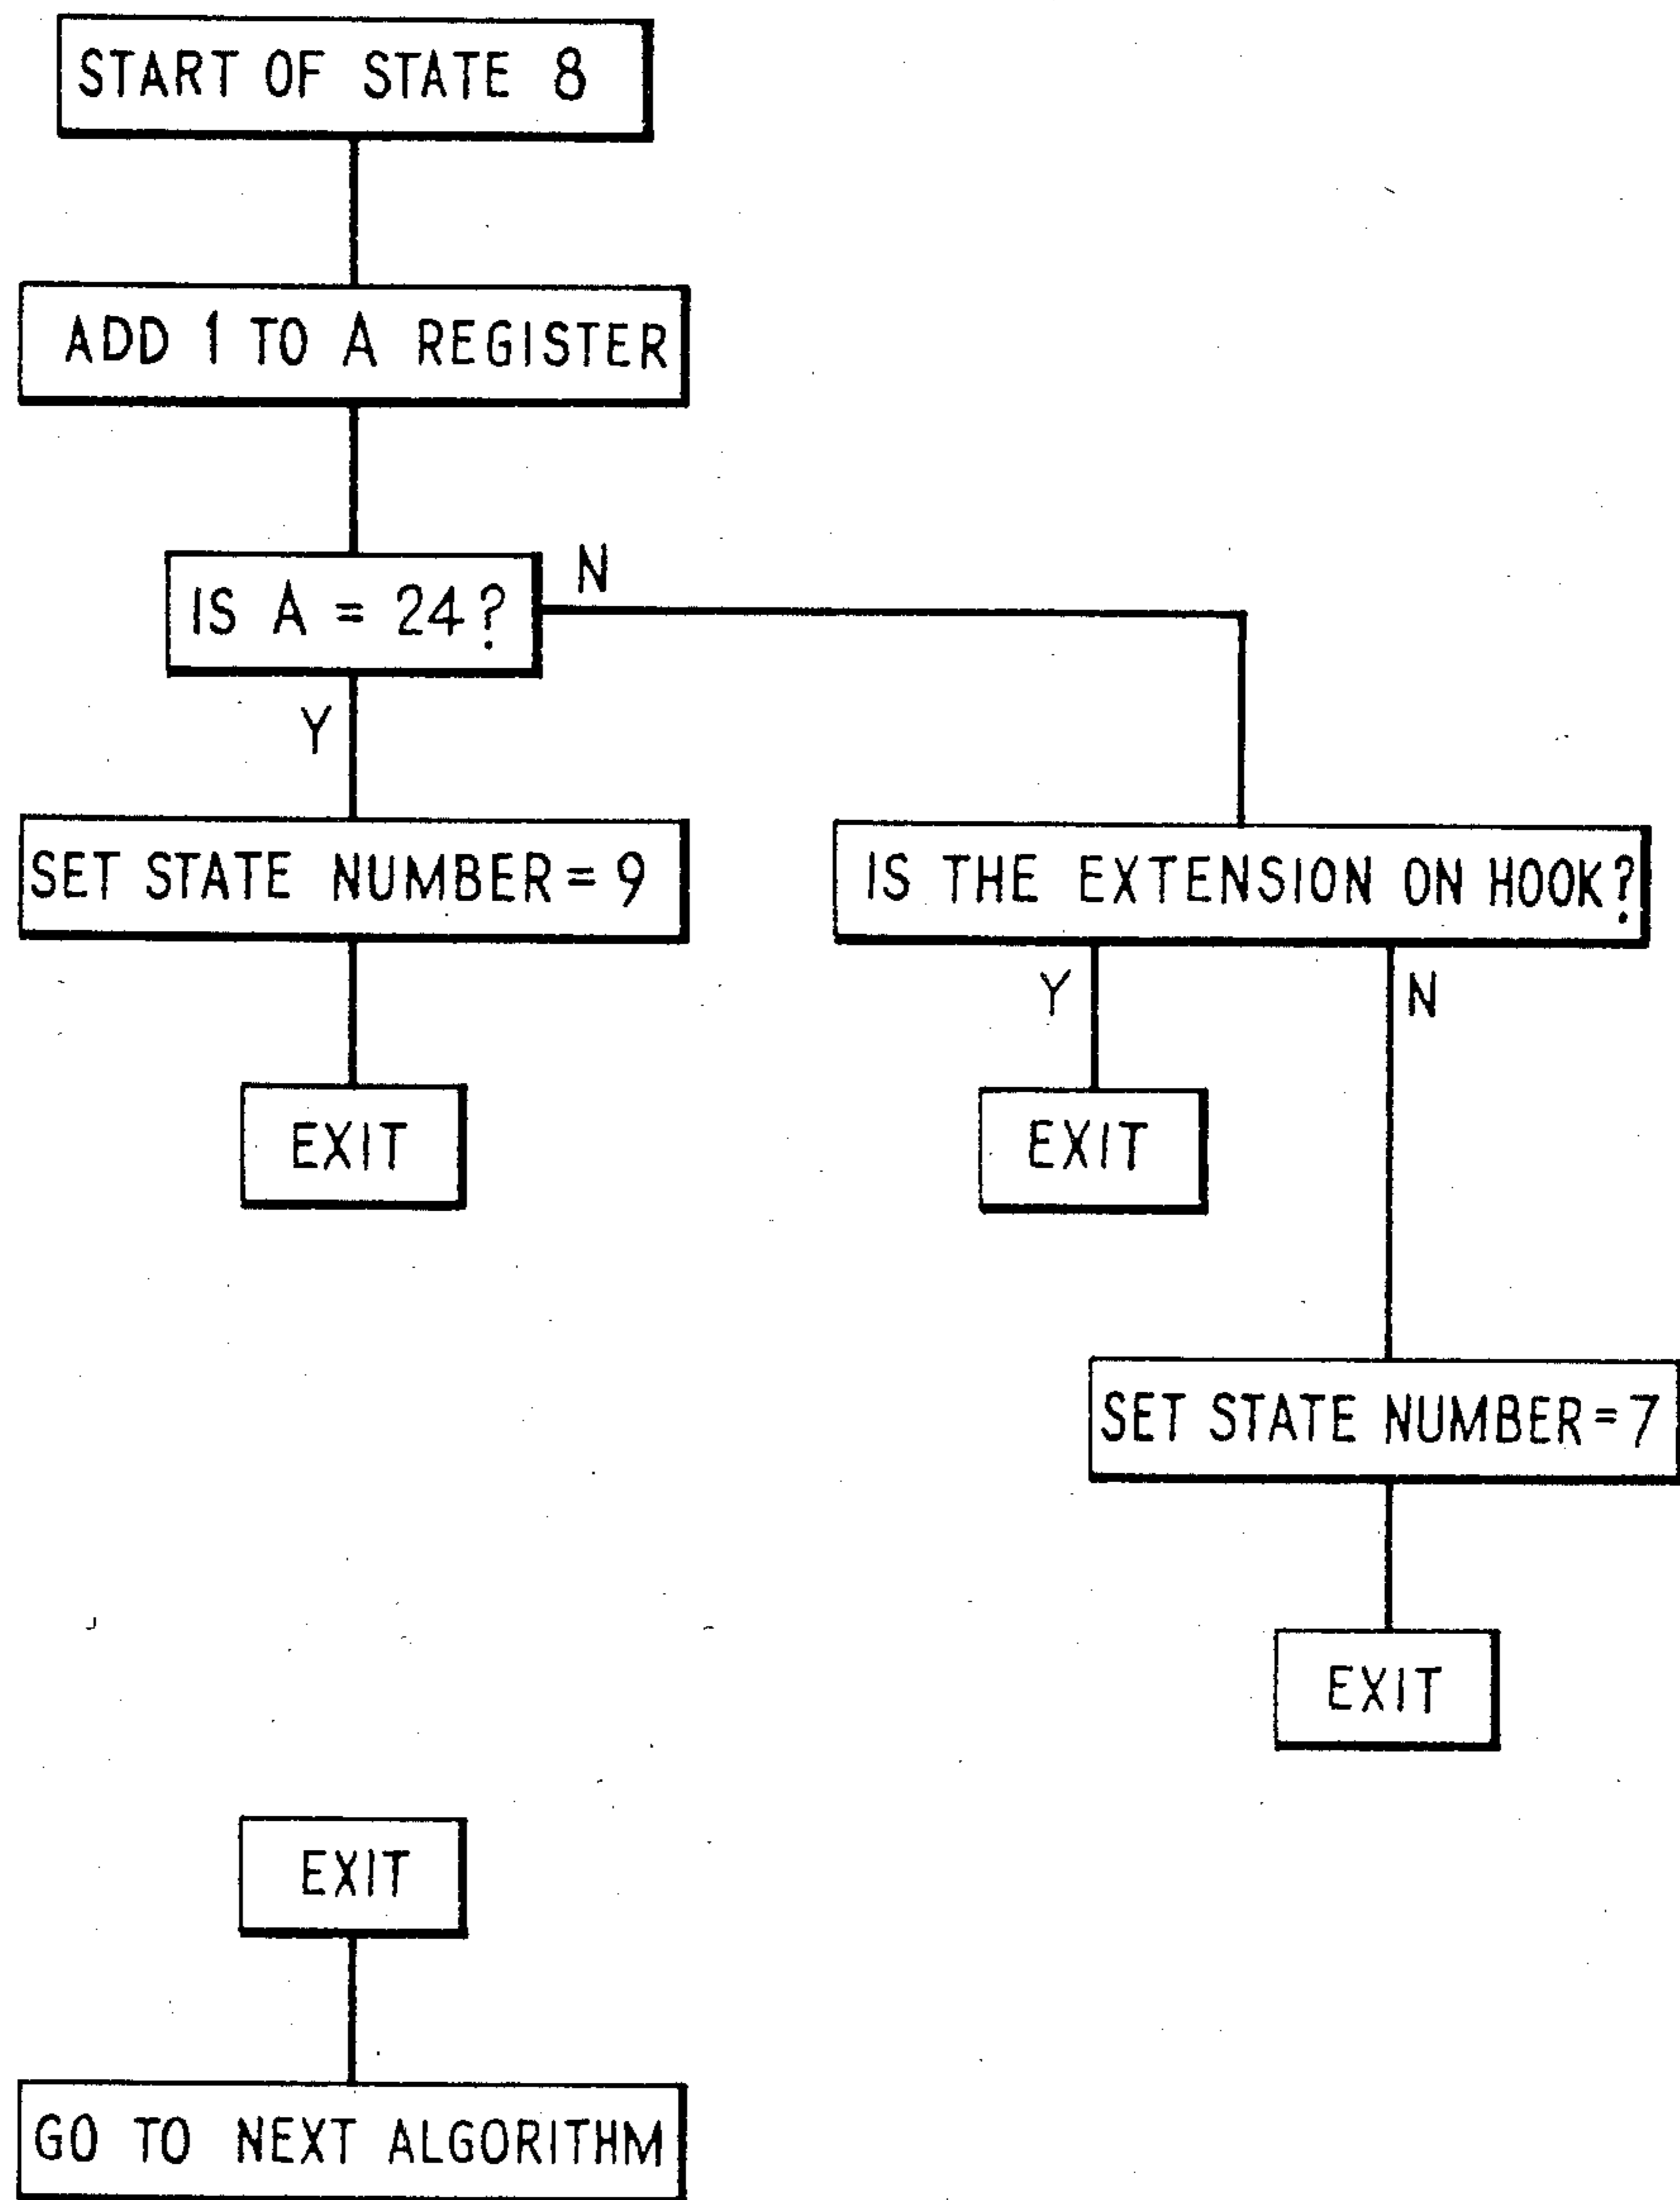 START OF STATE 8
ADD 1 TO A REGISTER
IS A = 24?
N
Y
SET STATE NUMBER = 9
IS THE EXTENSION ON HOOK?
Y
N
EXIT
EXIT
SET STATE NUMBER = 7
EXIT
EXIT
GO TO NEXT ALGORITHM